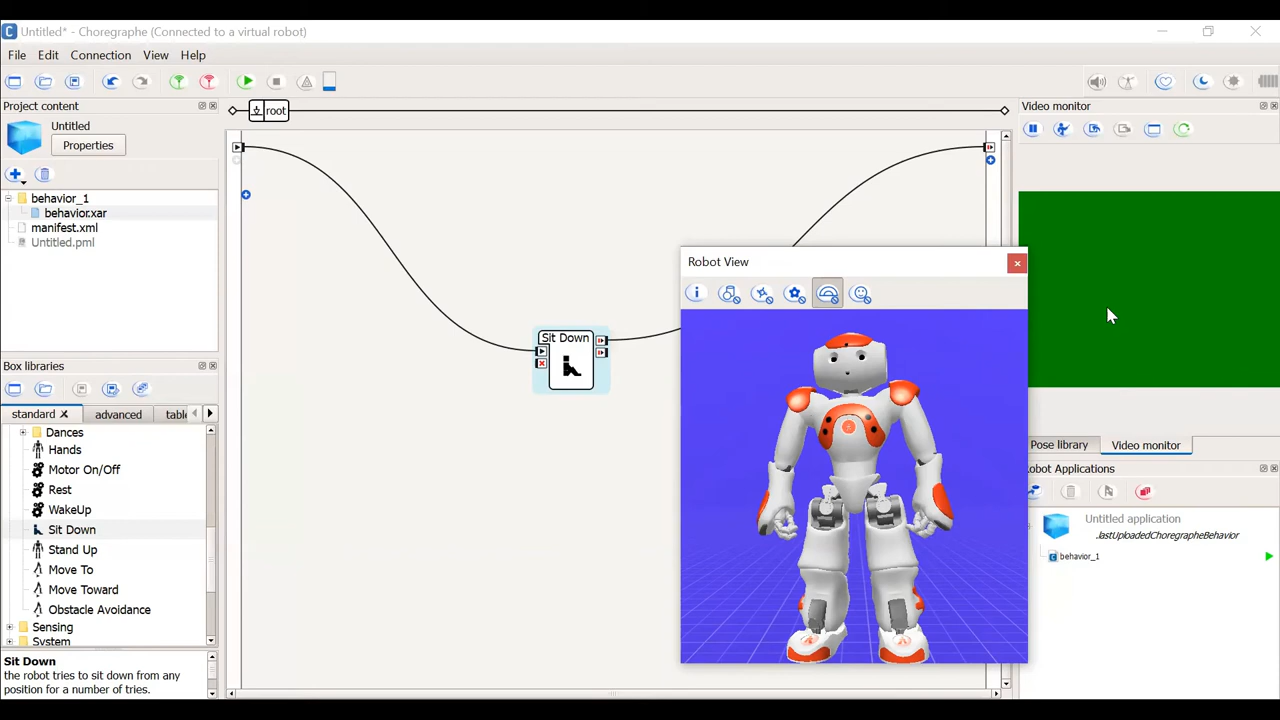 Untitled* - Choregraphe (Connected to a virtual robot)
File Edit Connection View Help
Project content
Untitled
Properties
behavior_1
behavior.xar
manifest.xml
Untitled.pml
Box libraries
standard advanced table
Dances
Hands
Motor On/Off
Rest
WakeUp
Sit Down
Stand Up
Move To
Move Toward
Obstacle Avoidance
Sensing
System
Sit Down
the robot tries to sit down from any
position for a number of tries.
root
Sit Down
Robot View
Video monitor
Pose library Video monitor
Robot Applications
Untitled application
.lastUploadedChoregrapheBehavior
behavior_1